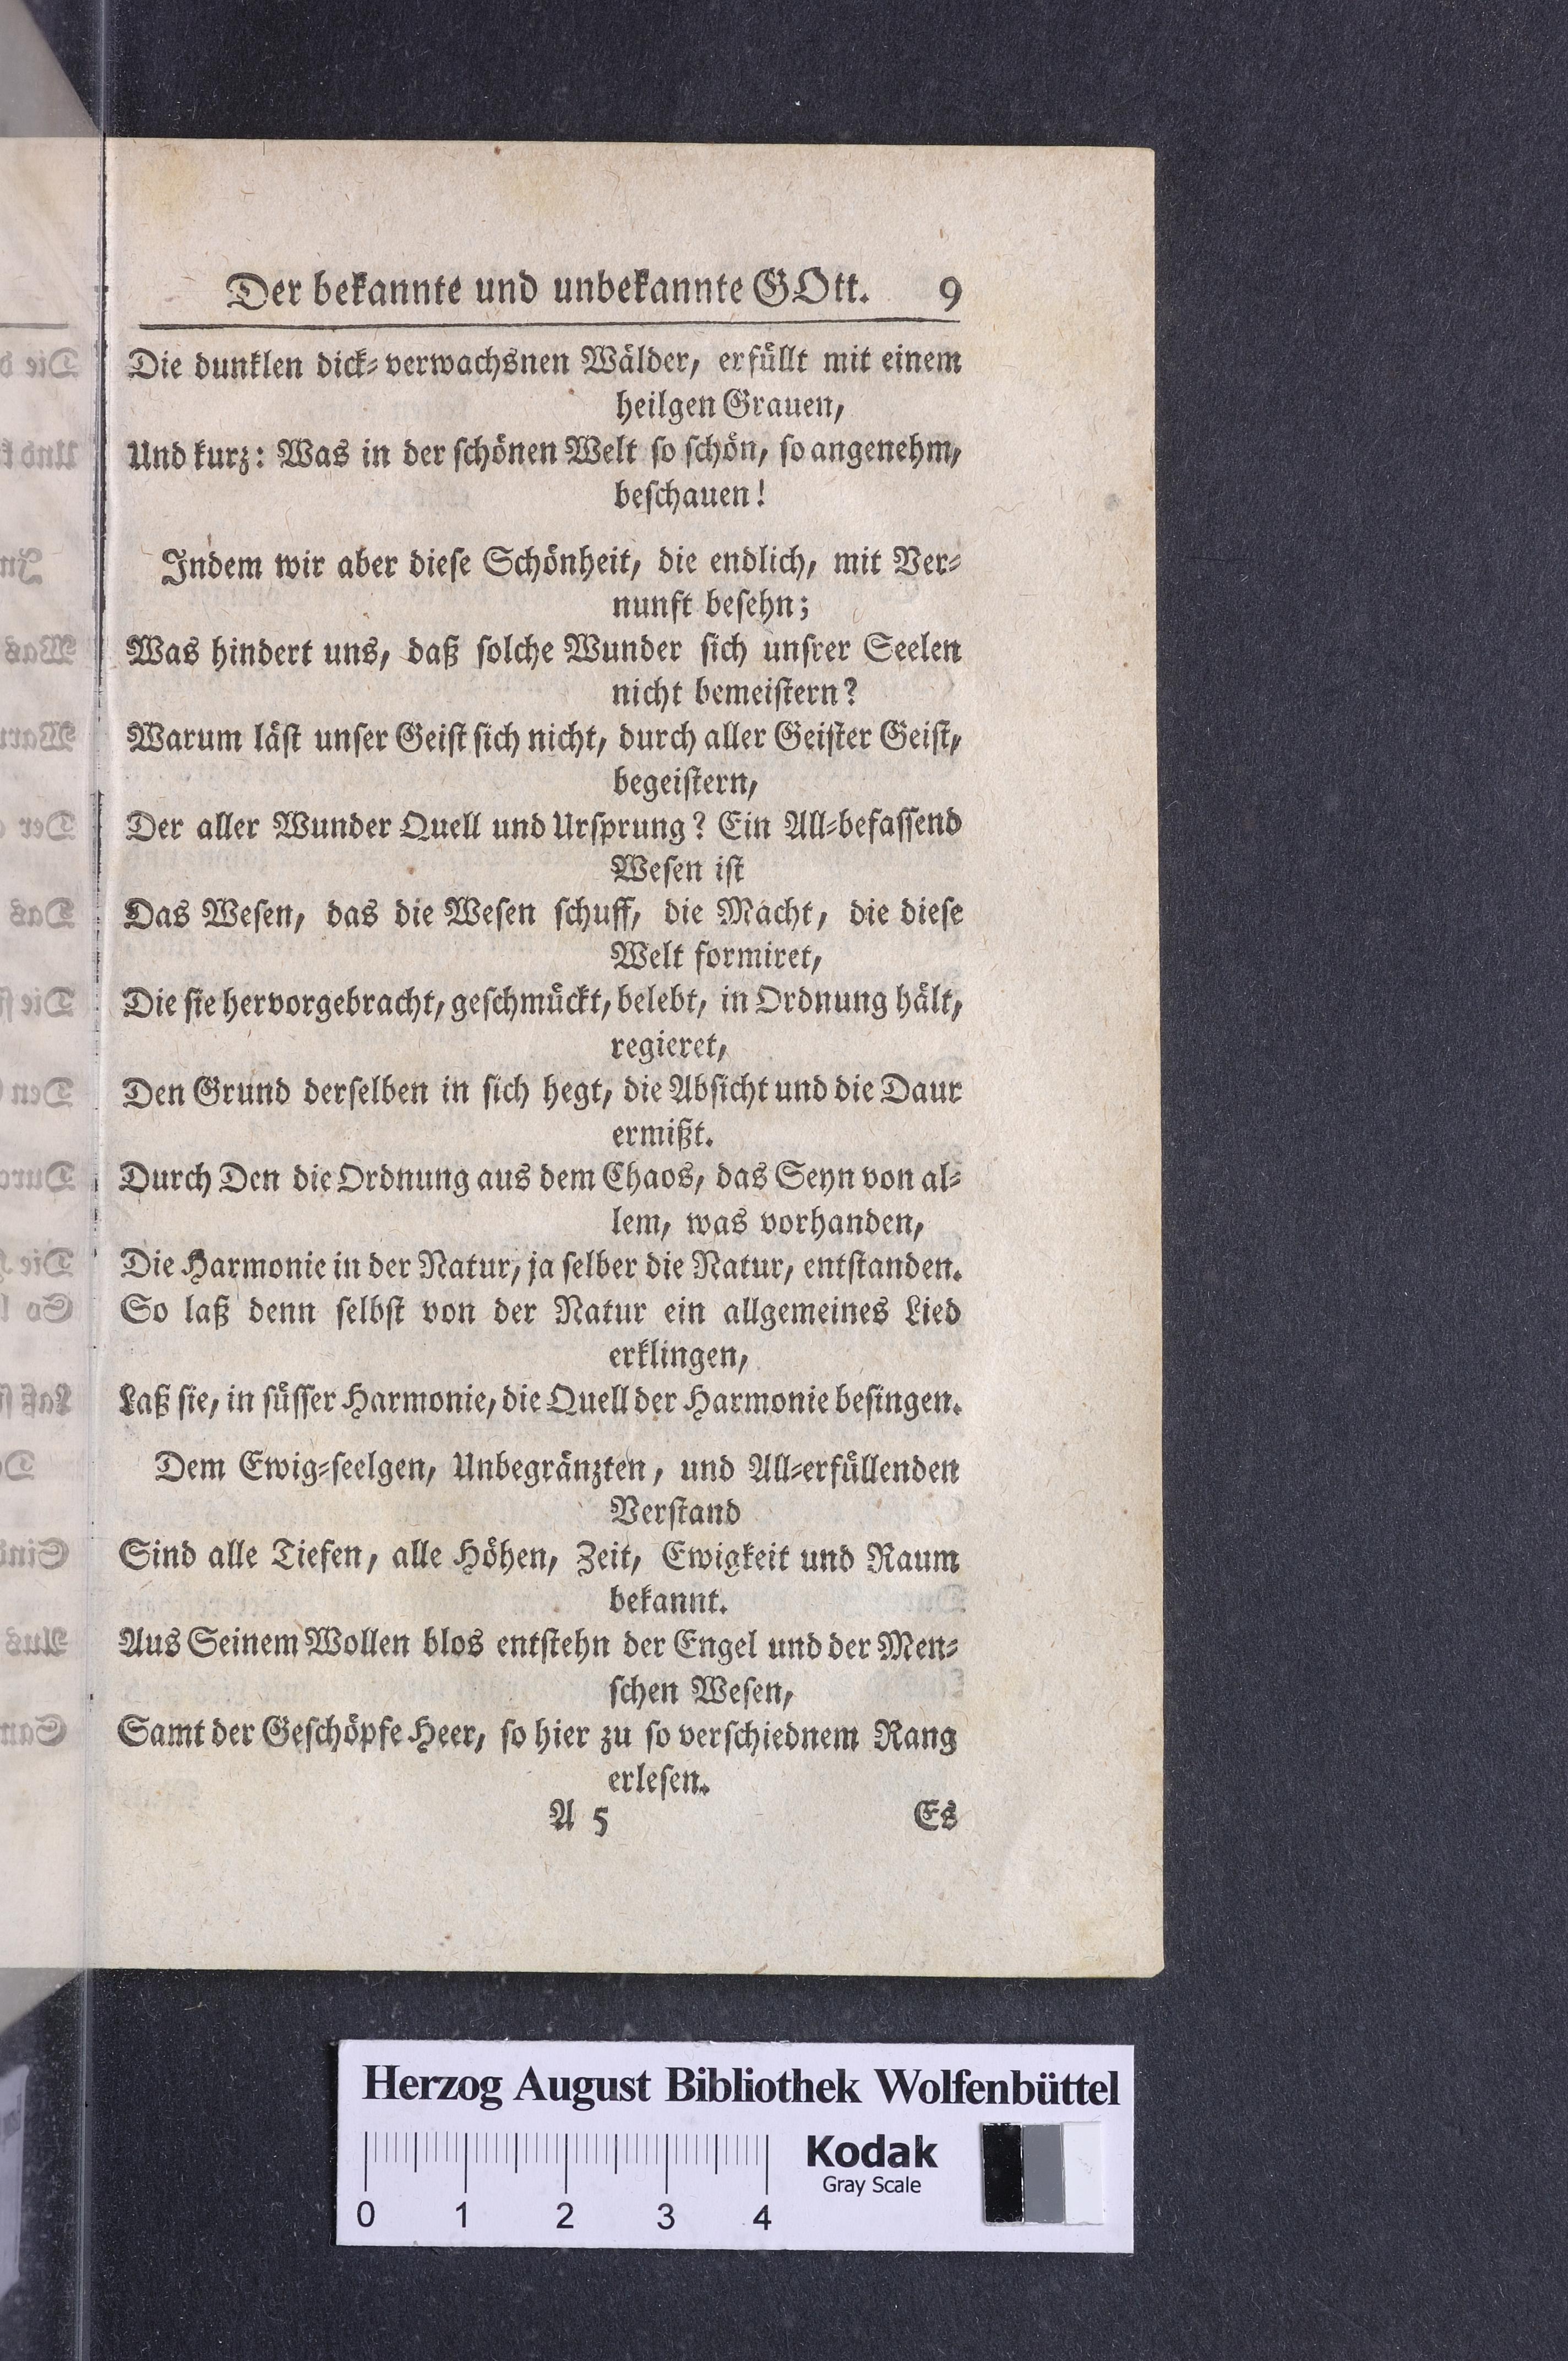 Der bekannte und unbekannte GOtt. 9
Die dunklen dick-verwachsnen Wälder, erfüllt mit einem
heilgen Grauen,
Und kurz: Was in der schönen Welt so schön, so angenehm,
beschauen!
Indem wir aber diese Schönheit, die endlich, mit Ver-
nunft besehn;
Was hindert uns, daß solche Wunder sich unsrer Seelen
nicht bemeistern?
Warum läst unser Geist sich nicht, durch aller Geister Geist,
begeistern,
Der aller Wunder Quell und Ursprung? Ein All-befassend
Wesen ist
Das Wesen, das die Wesen schuff, die Macht, die diese
Welt formiret,
Die sie hervorgebracht, geschmückt, belebt, in Ordnung hält,
regieret,
Den Grund derselben in sich hegt, die Absicht und die Daur
ermißt.
Durch Den die Ordnung aus dem Chaos, das Seyn von al-
lem, was vorhanden,
Die Harmonie in der Natur, ja selber die Natur, entstanden.
So laß denn selbst von der Natur ein allgemeines Lied
erklingen,
Laß sie, in süsser Harmonie, die Quell der Harmonie besingen.
Dem Ewig-seelgen, Unbegränzten, und All-erfüllenden
Verstand
Sind alle Tiefen, alle Höhen, Zeit, Ewigkeit und Raum
bekannt.
Aus Seinem Wollen blos entstehn der Engel und der Men-
schen Wesen,
Samt der Geschöpfe Heer, so hier zu so verschiednem Rang
erlesen.
A 5 Es
Herzog August Bibliothek Wolfenbüttel
Kodak
Gray Scale
0 1 2 3 4